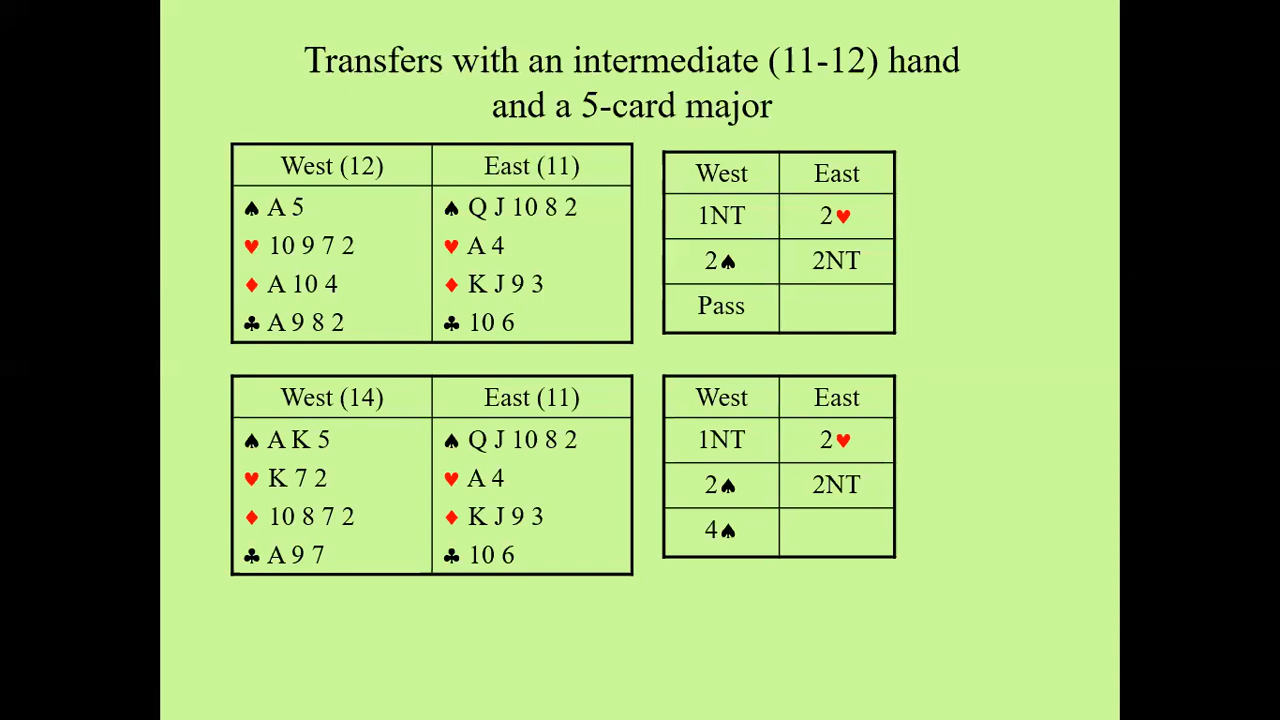 Transfers with an intermediate (11-12) hand
and a 5-card major
West (12) East (11)
♠ A 5 ♠ Q J 10 8 2
♥ 10 9 7 2 ♥ A 4
♦ A 10 4 ♦ K J 9 3
♣ A 9 8 2 ♣ 10 6
West East
1NT 2♥
2♠ 2NT
Pass
West (14) East (11)
♠ A K 5 ♠ Q J 10 8 2
♥ K 7 2 ♥ A 4
♦ 10 8 7 2 ♦ K J 9 3
♣ A 9 7 ♣ 10 6
West East
1NT 2♥
2♠ 2NT
4♠